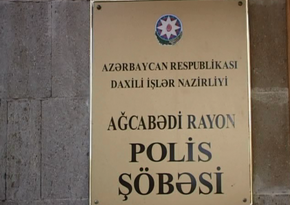 AZƏRBAYCAN RESPUBLİKASI
DAXİLİ İŞLƏR NAZİRLİYİ
AĞCABƏDİ RAYON
POLİS
ŞÖBƏSİ